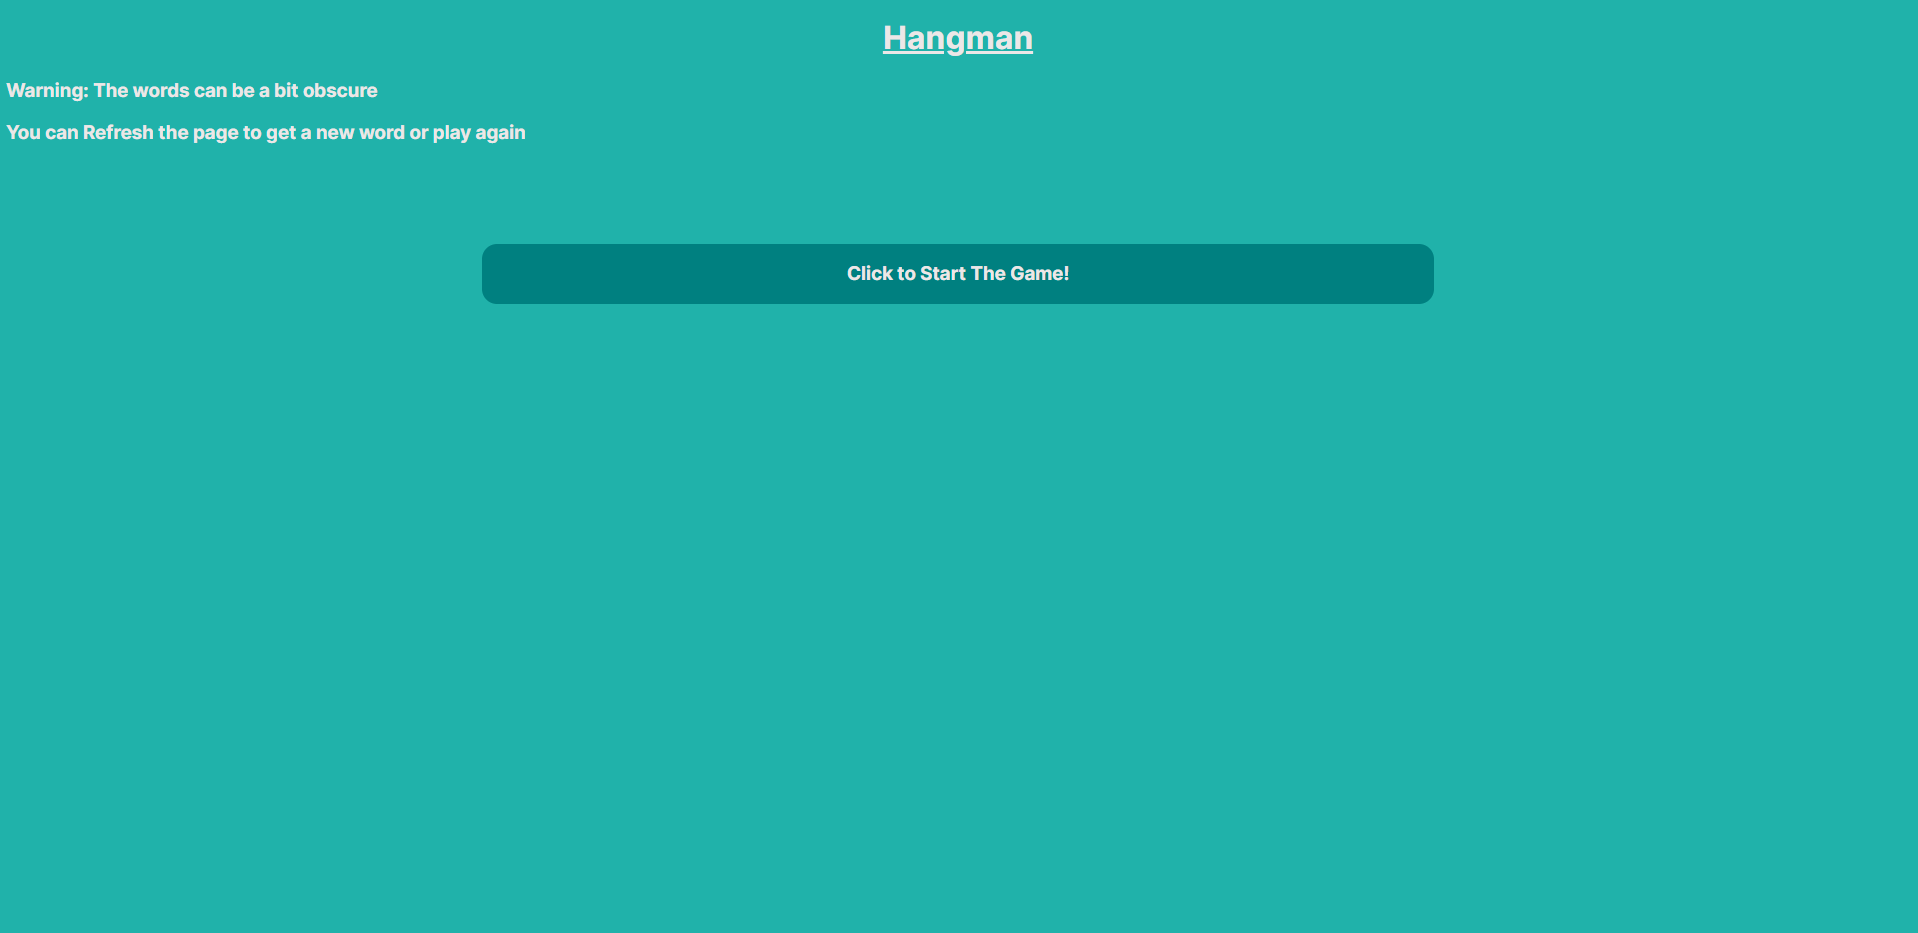 Hangman
Warning: The words can be a bit obscure
You can Refresh the page to get a new word or play again
Click to Start The Game!